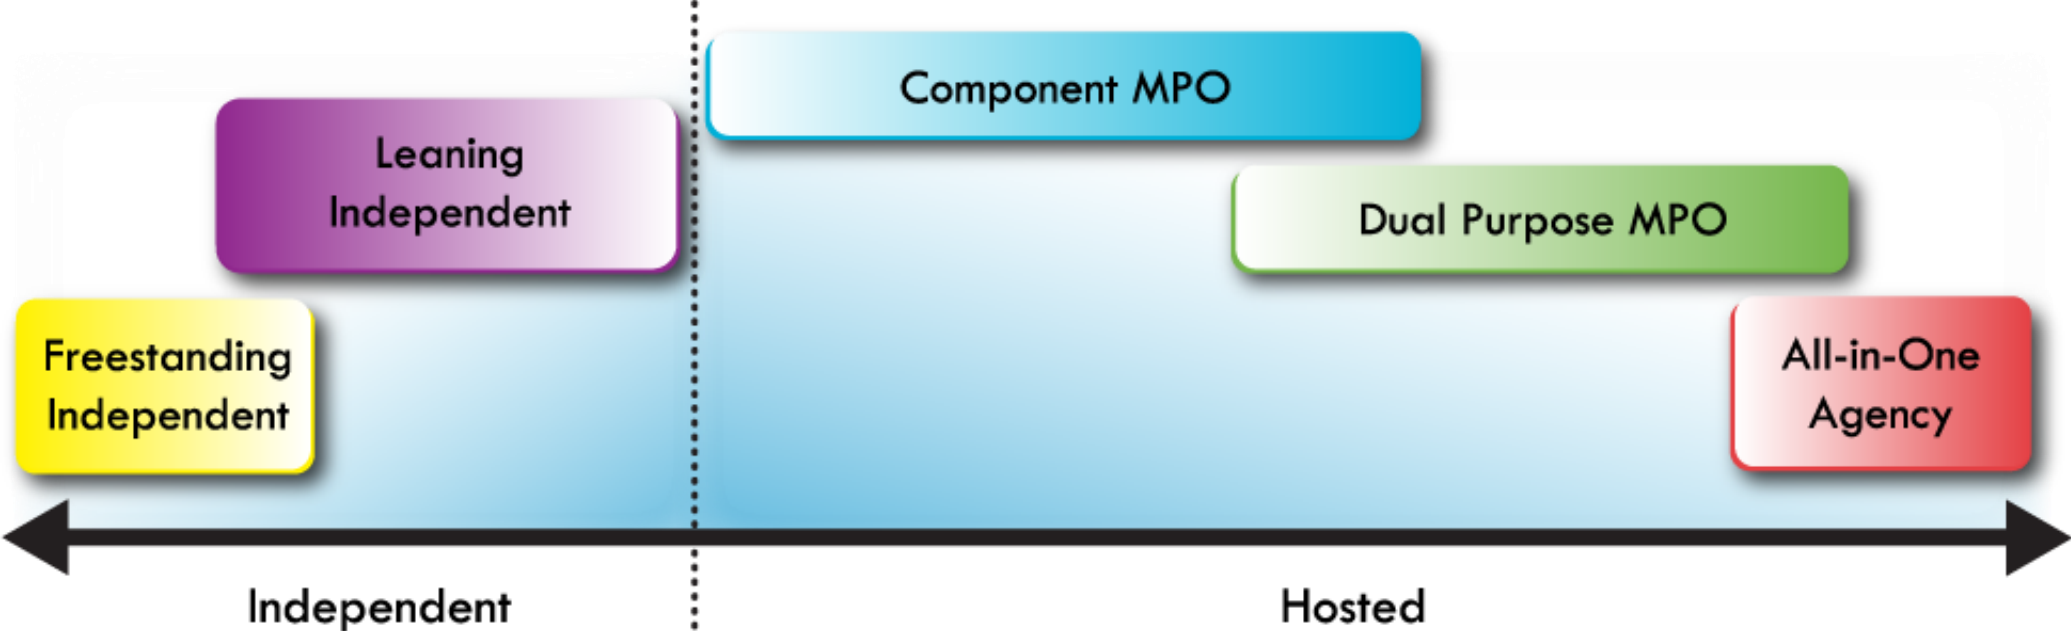 Component MPO
Leaning
Independent
Dual Purpose MPO
Freestanding
Independent
All-in-One
Agency
Independent
Hosted